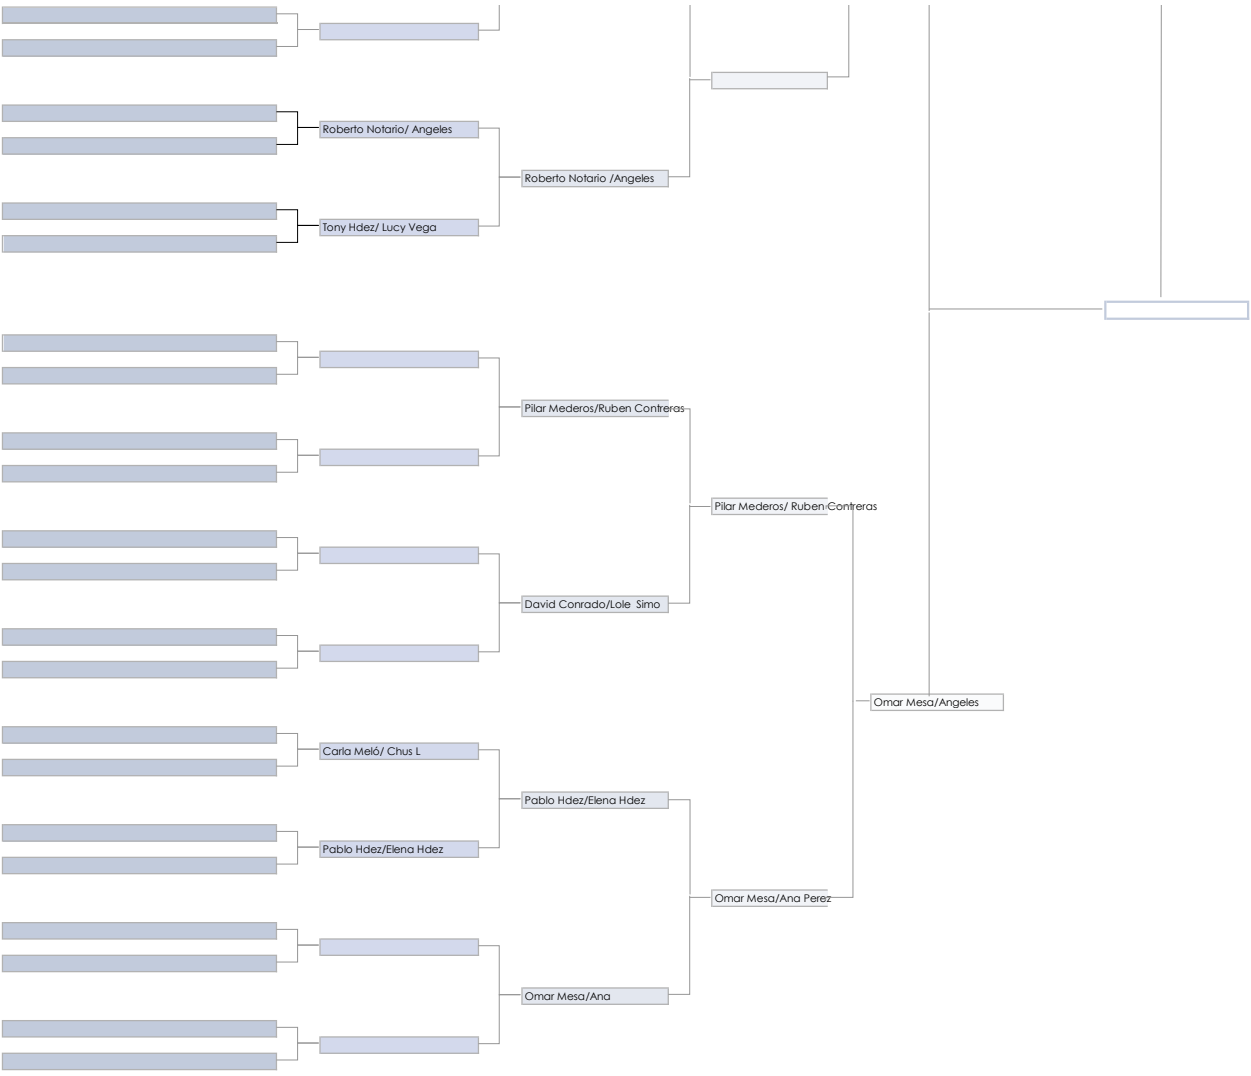 Roberto Notario/ Angeles
Roberto Notario /Angeles
Tony Hdez/ Lucy Vega
Pilar Mederos/Ruben Contreras
Pilar Mederos/ Ruben Contreras
David Conrado/Lole  Simo
Omar Mesa/Angeles
Carla Meló/ Chus L
Pablo Hdez/Elena Hdez
Pablo Hdez/Elena Hdez
Omar Mesa/Ana Perez
Omar Mesa/Ana